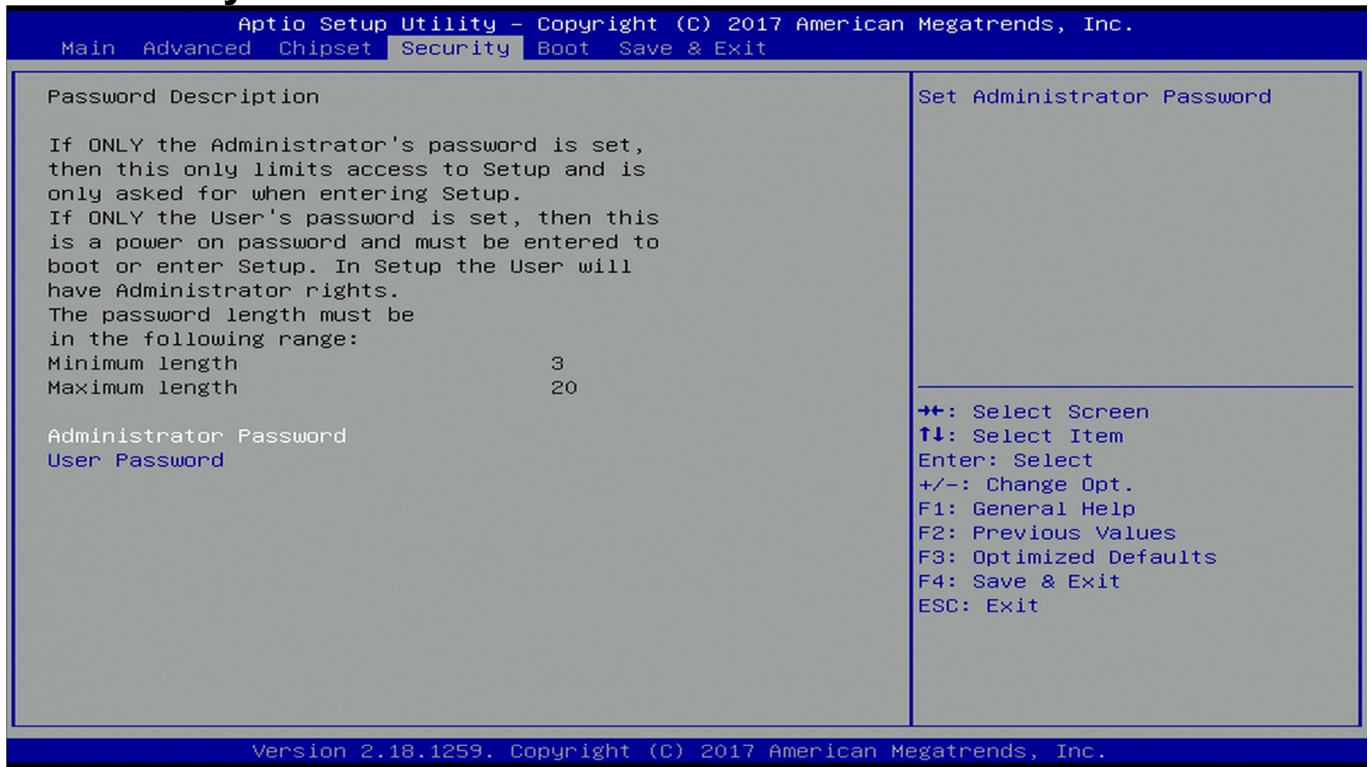 Aptio Setup Utility – Copyright (C) 2017 American Megatrends, Inc.
Main Advanced Chipset Security Boot Save & Exit
Password Description
If ONLY the Administrator's password is set,
then this only limits access to Setup and is
only asked for when entering Setup.
If ONLY the User's password is set, then this
is a power on password and must be entered to
boot or enter Setup. In Setup the User will
have Administrator rights.
The password length must be
in the following range:
Minimum length 3
Maximum length 20
Administrator Password
User Password
Set Administrator Password
→←: Select Screen
↑↓: Select Item
Enter: Select
+/-: Change Opt.
F1: General Help
F2: Previous Values
F3: Optimized Defaults
F4: Save & Exit
ESC: Exit
Version 2.18.1259. Copyright (C) 2017 American Megatrends, Inc.